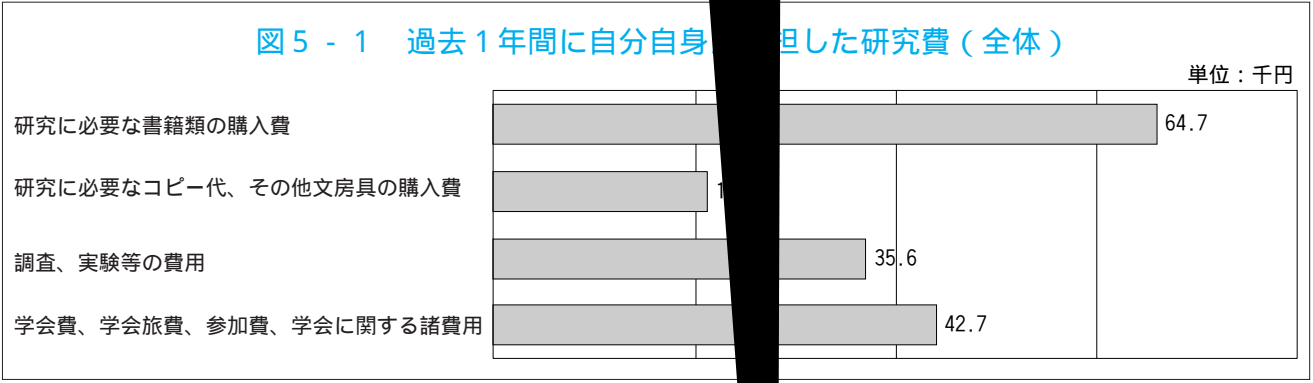 図5-1 過去1年間に自分自身 担した研究費(全体)
単位:千円
研究に必要な書籍類の購入費 64.7
研究に必要なコピー代、その他文房具の購入費
調査、実験等の費用 35.6
学会費、学会旅費、参加費、学会に関する諸費用 42.7